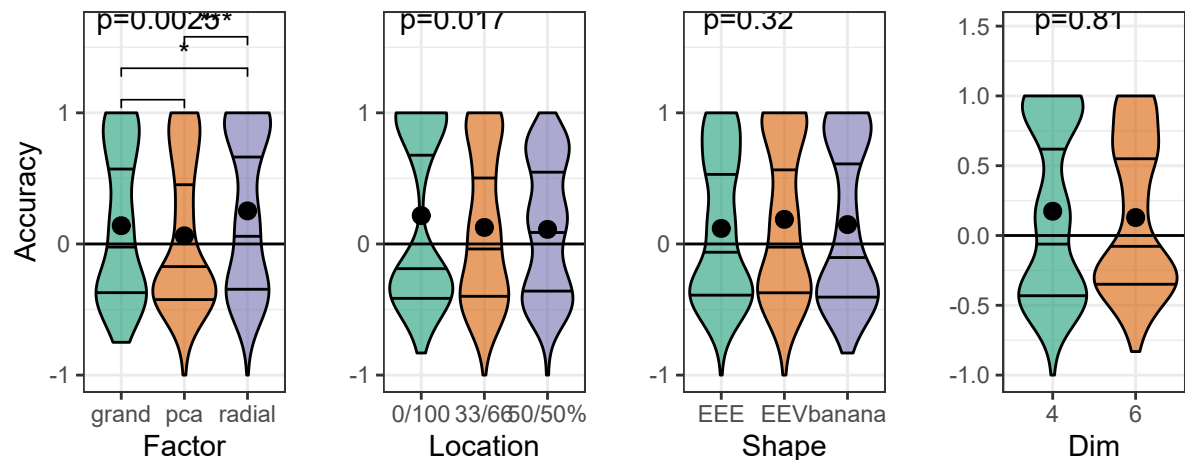 p=0.0025
***
*
Accuracy
1
0
-1
grand pca radial
Factor
p=0.017
1
0
-1
0/100 33/66 50/50%
Location
p=0.32
1
0
-1
EEE EEV banana
Shape
p=0.81
1.5
1.0
0.5
0.0
-0.5
-1.0
4 6
Dim